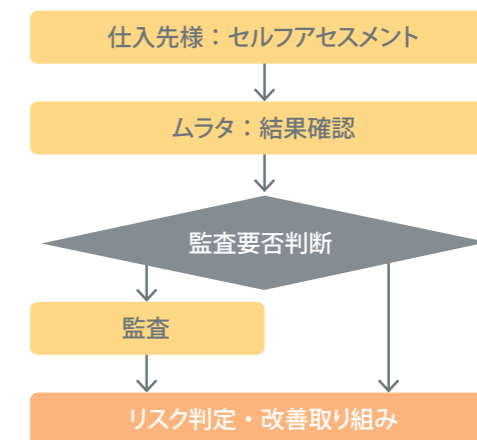 仕入先様：セルフアセスメント
ムラタ：結果確認
監査要否判断
監査
リスク判定・改善取り組み